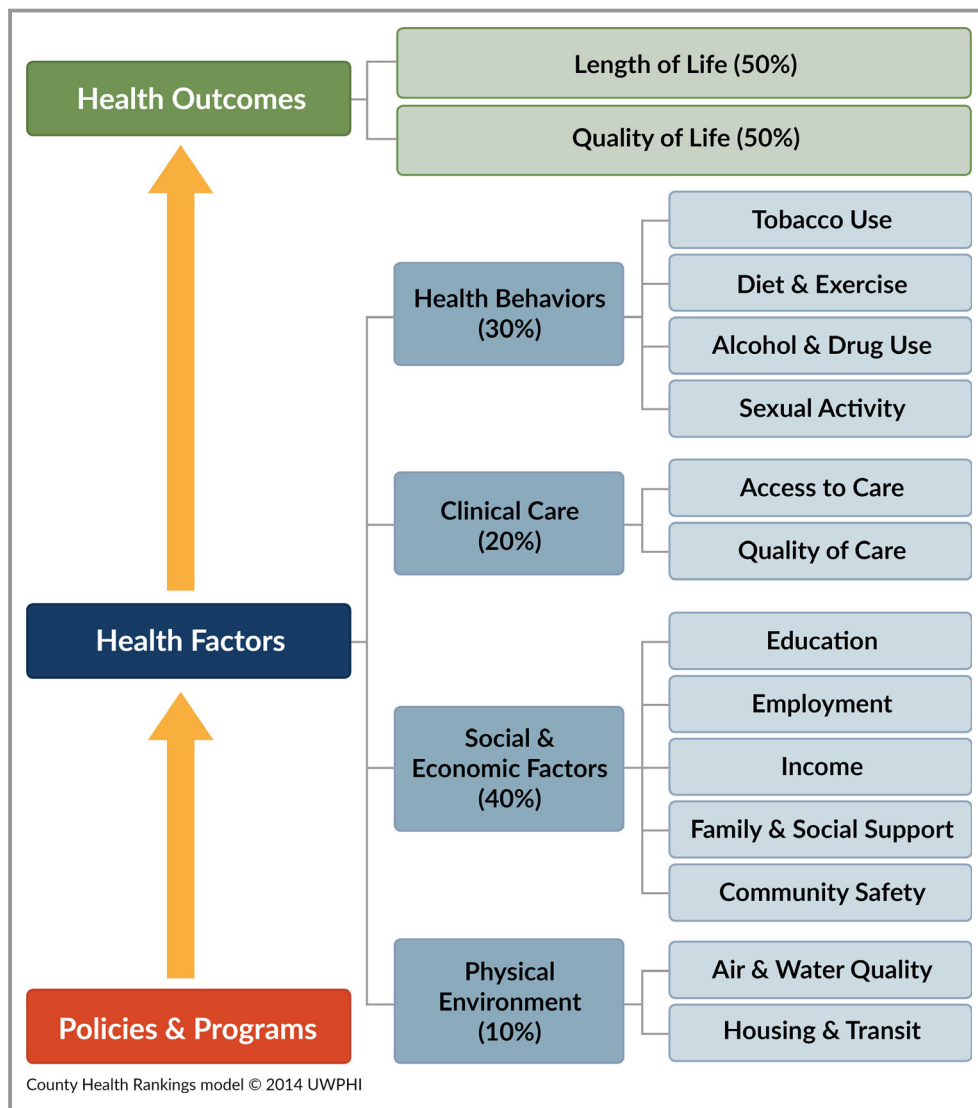 Health Outcomes
Length of Life (50%)
Quality of Life (50%)
Health Behaviors
(30%)
Tobacco Use
Diet & Exercise
Alcohol & Drug Use
Sexual Activity
Clinical Care
(20%)
Access to Care
Quality of Care
Health Factors
Social &
Economic Factors
(40%)
Education
Employment
Income
Family & Social Support
Community Safety
Physical
Environment
(10%)
Air & Water Quality
Housing & Transit
Policies & Programs
County Health Rankings model © 2014 UWPHI